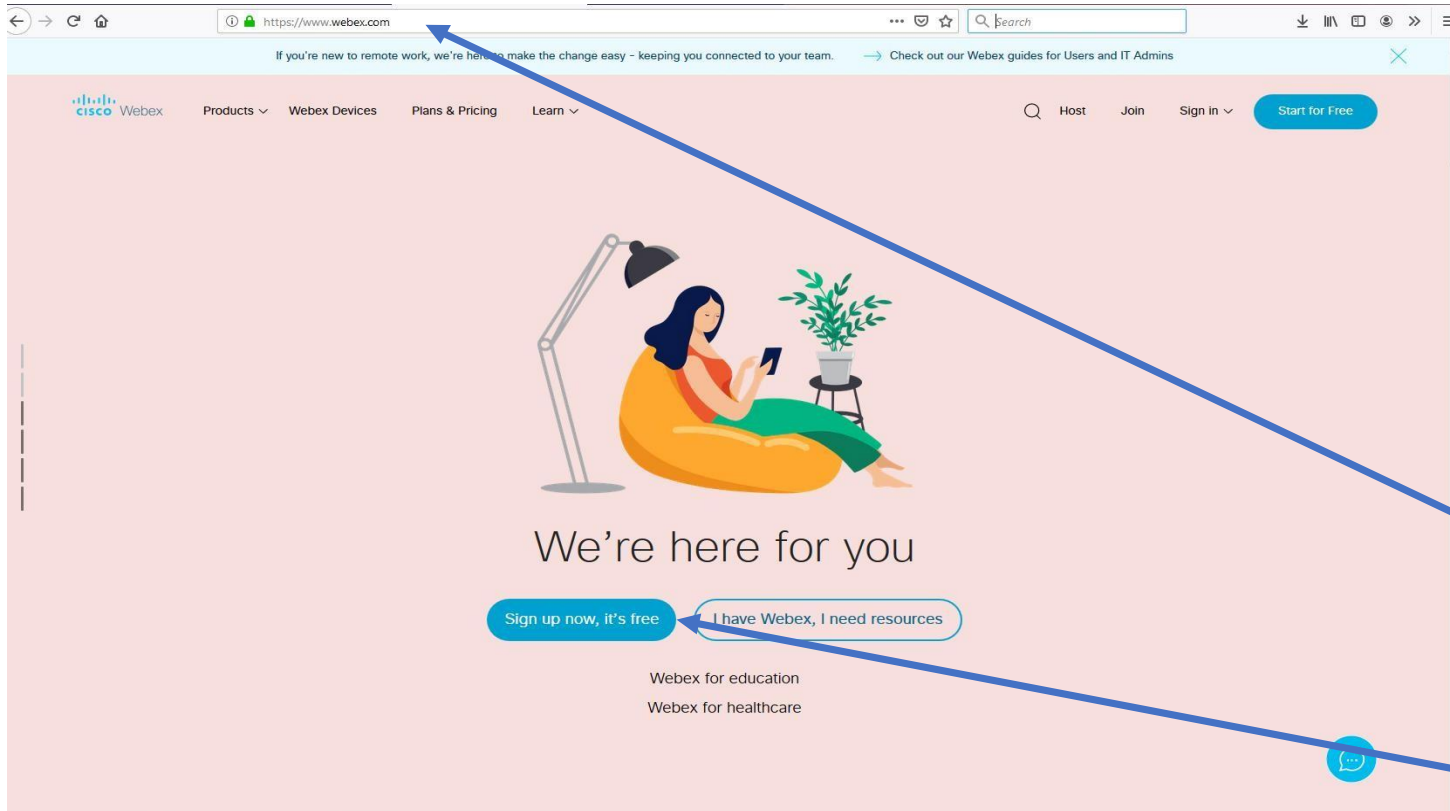 https://www.webex.com
Search
If you're new to remote work, we're here to make the change easy - keeping you connected to your team. → Check out our Webex guides for Users and IT Admins
CISCO Webex Products Webex Devices Plans & Pricing Learn Host Join Sign in Start for Free
We're here for you
Sign up now, it's free I have Webex, I need resources
Webex for education
Webex for healthcare